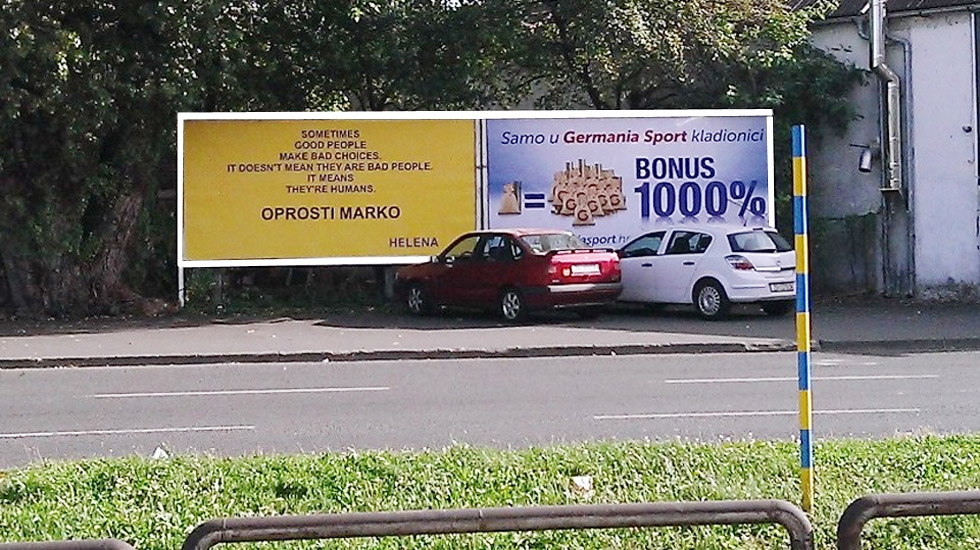 SOMETIMES
GOOD PEOPLE
MAKE BAD CHOICES.
IT DOESN'T MEAN THEY ARE BAD PEOPLE.
IT MEANS
THEY'RE HUMANS.
OPROSTI MARKO
HELENA
Samo u Germania Sport kladionici
= BONUS
1000%